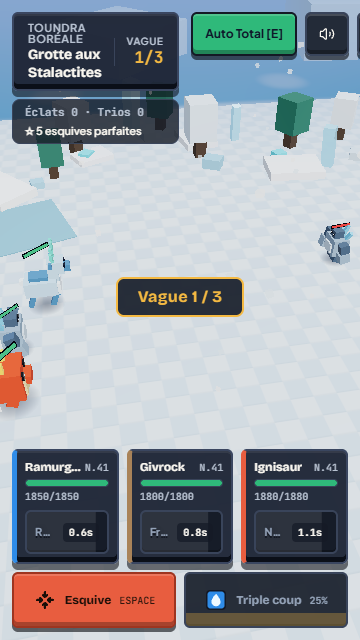 TOUNDRA
BORÉALE
Grotte aux
Stalactites
VAGUE
1/3
Auto Total [E]
Éclats 0 · Trios 0
★ 5 esquives parfaites
Vague 1 / 3
Ramurg... N.41
1850/1850
R... 0.6s
Givrock N.41
1800/1800
Fr... 0.8s
Ignisaur N.41
1880/1880
N... 1.1s
Esquive ESPACE
Triple coup 25%